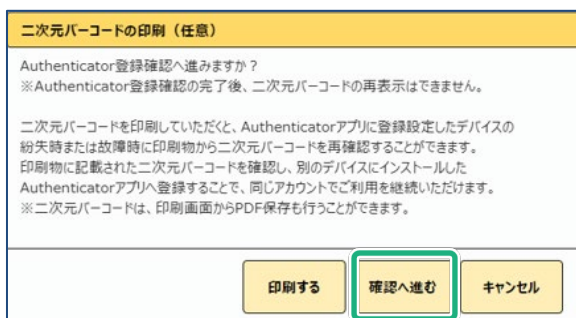 二次元バーコードの印刷（任意）
Authenticator登録確認へ進みますか？
※Authenticator登録確認の完了後、二次元バーコードの再表示はできません。
二次元バーコードを印刷していただくと、Authenticatorアプリに登録設定したデバイスの
紛失時または故障時に印刷物から二次元バーコードを再確認することができます。
印刷物に記載された二次元バーコードを確認し、別のデバイスにインストールした
Authenticatorアプリへ登録することで、同じアカウントでご利用を継続いただけます。
※二次元バーコードは、印刷画面からPDF保存も行うことができます。
印刷する 確認へ進む キャンセル